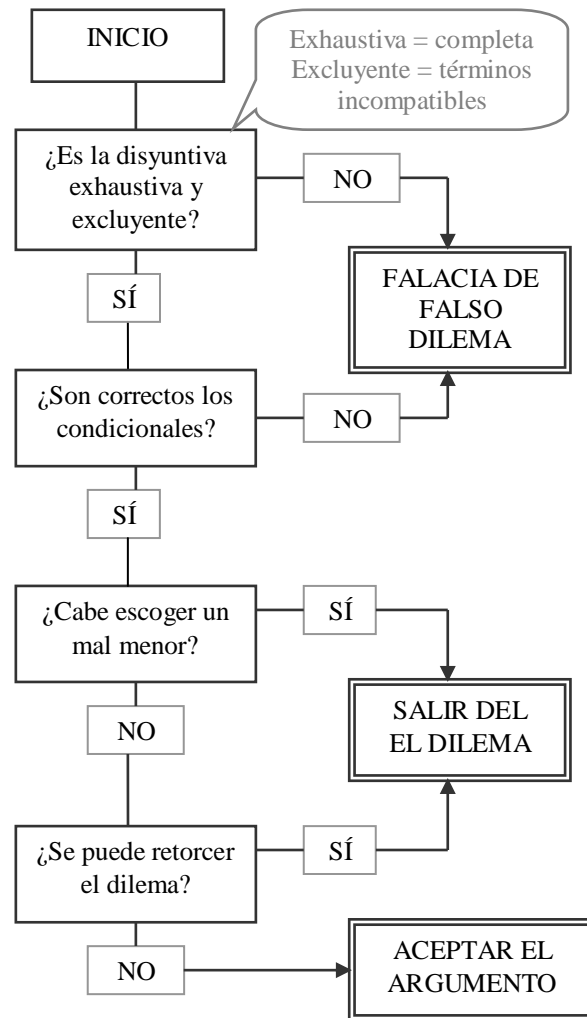 INICIO
Exhaustiva = completa
Excluyente = términos
incompatibles
¿Es la disyuntiva
exhaustiva y
excluyente?
NO
FALACIA DE
FALSO
DILEMA
SÍ
¿Son correctos los
condicionales?
NO
SÍ
¿Cabe escoger un
mal menor?
SÍ
SALIR DEL
EL DILEMA
NO
¿Se puede retorcer
el dilema?
SÍ
NO
ACEPTAR EL
ARGUMENTO